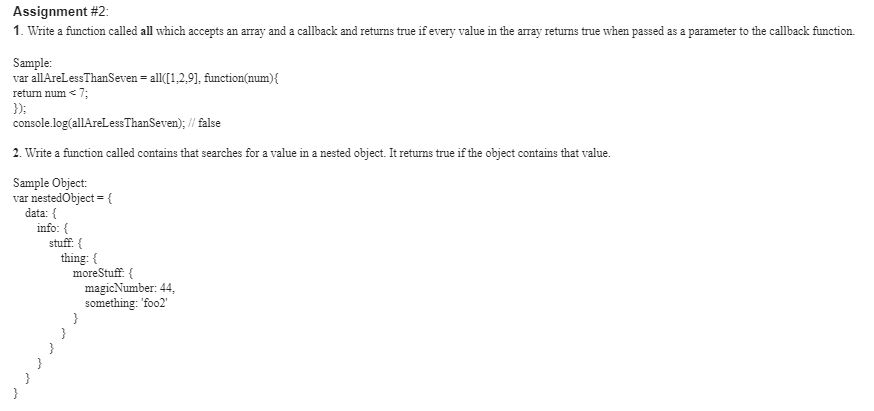 Assignment #2:
1. Write a function called all which accepts an array and a callback and returns true if every value in the array returns true when passed as a parameter to the callback function.
Sample:
var allAreLessThanSeven = all([1,2,9], function(num){
return num < 7;
});
console.log(allAreLessThanSeven); // false
2. Write a function called contains that searches for a value in a nested object. It returns true if the object contains that value.
Sample Object:
var nestedObject = {
data: {
info: {
stuff: {
thing: {
moreStuff: {
magicNumber: 44,
something: 'foo2'
}
}
}
}
}
}